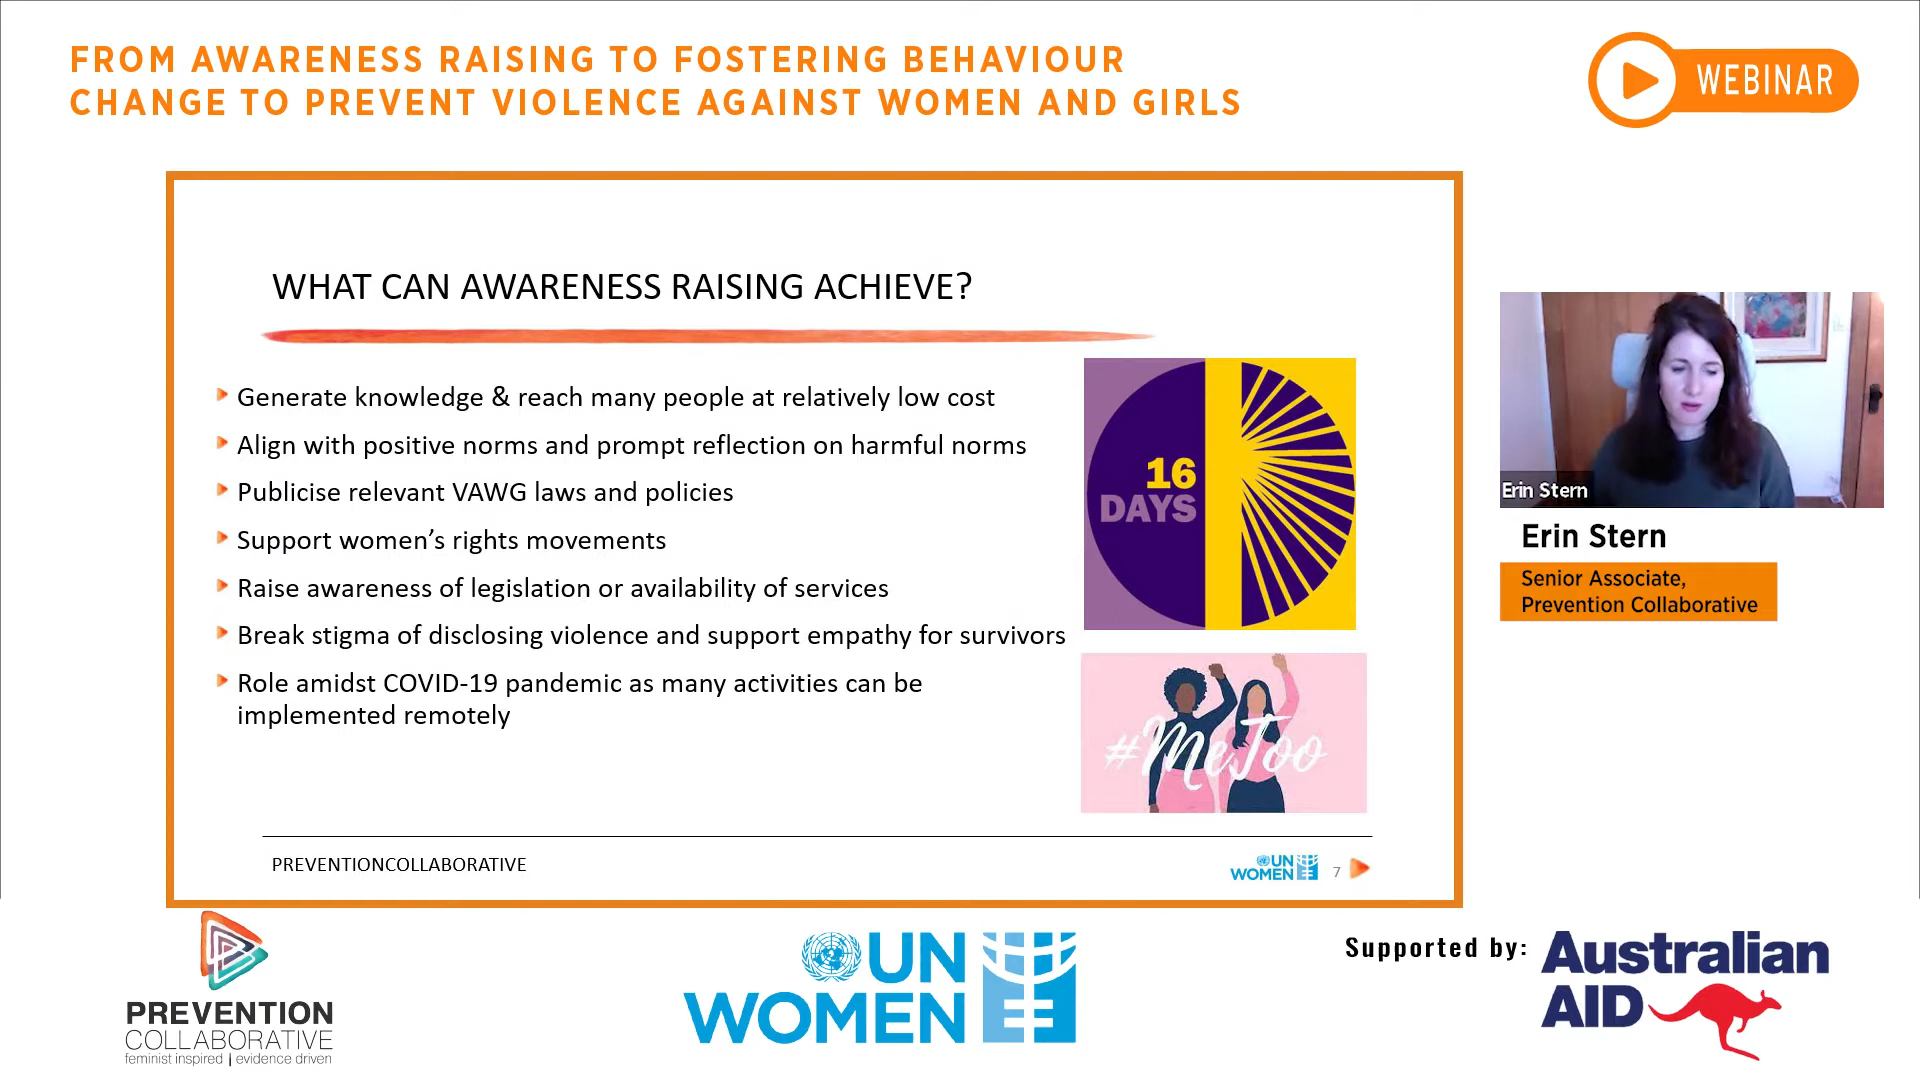 FROM AWARENESS RAISING TO FOSTERING BEHAVIOUR
CHANGE TO PREVENT VIOLENCE AGAINST WOMEN AND GIRLS
WEBINAR
WHAT CAN AWARENESS RAISING ACHIEVE?
Generate knowledge & reach many people at relatively low cost
Align with positive norms and prompt reflection on harmful norms
Publicise relevant VAWG laws and policies
Support women's rights movements
Raise awareness of legislation or availability of services
Break stigma of disclosing violence and support empathy for survivors
Role amidst COVID-19 pandemic as many activities can be
implemented remotely
16
DAYS
#MeToo
PREVENTIONCOLLABORATIVE
UN
WOMEN
7
Erin Stern
Erin Stern
Senior Associate,
Prevention Collaborative
PREVENTION
COLLABORATIVE
feminist inspired | evidence driven
UN
WOMEN
Supported by:
Australian
AID